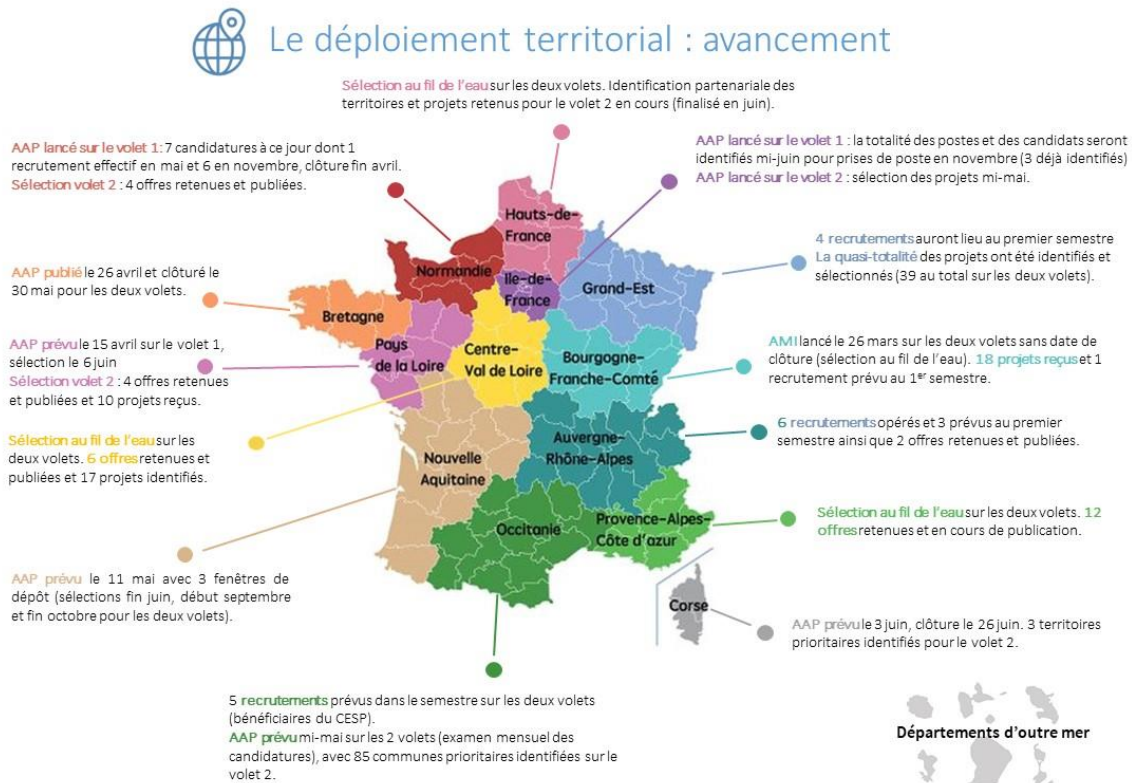 Le déploiement territorial : avancement
Sélection au fil de l'eau sur les deux volets. Identification partenariale des
territoires et projets retenus pour le volet 2 en cours (finalisé en juin).
AAP lancé sur le volet 1: 7 candidatures à ce jour dont 1
recrutement effectif en mai et 6 en novembre, clôture fin avril.
Sélection volet 2 : 4 offres retenues et publiées.
AAP lancé sur le volet 1 : la totalité des postes et des candidats seront
identifiés mi-juin pour prises de poste en novembre (3 déjà identifiés)
AAP lancé sur le volet 2 : sélection des projets mi-mai.
4 recrutements auront lieu au premier semestre
La quasi-totalité des projets ont été identifiés et
sélectionnés (39 au total sur les deux volets).
AAP publié le 26 avril et clôturé le
30 mai pour les deux volets.
AAP prévu le 15 avril sur le volet 1,
sélection le 6 juin
Sélection volet 2 : 4 offres retenues
et publiées et 10 projets reçus.
AMI lancé le 26 mars sur les deux volets sans date de
clôture (sélection au fil de l'eau). 18 projets reçus et 1
recrutement prévu au 1er semestre.
Sélection au fil de l'eau sur les
deux volets. 6 offres retenues et
publiées et 17 projets identifiés.
6 recrutements opérés et 3 prévus au premier
semestre ainsi que 2 offres retenues et publiées.
Sélection au fil de l'eau sur les deux volets. 12
offres retenues et en cours de publication.
AAP prévu le 11 mai avec 3 fenêtres de
dépôt (sélections fin juin, début septembre
et fin octobre pour les deux volets).
AAP prévu le 3 juin, clôture le 26 juin. 3 territoires
prioritaires identifiés pour le volet 2.
5 recrutements prévus dans le semestre sur les deux volets
(bénéficiaires du CESP).
AAP prévu mi-mai sur les 2 volets (examen mensuel des
candidatures), avec 85 communes prioritaires identifiées sur le
volet 2.
Hauts-de-
France
Normandie
Ile-de-
France
Grand-Est
Bretagne
Pays
de la Loire
Centre-
Val de Loire
Bourgogne-
Franche-Comté
Nouvelle
Aquitaine
Auvergne-
Rhône-Alpes
Occitanie
Provence-Alpes-
Côte d'azur
Corse
Départements d'outre mer